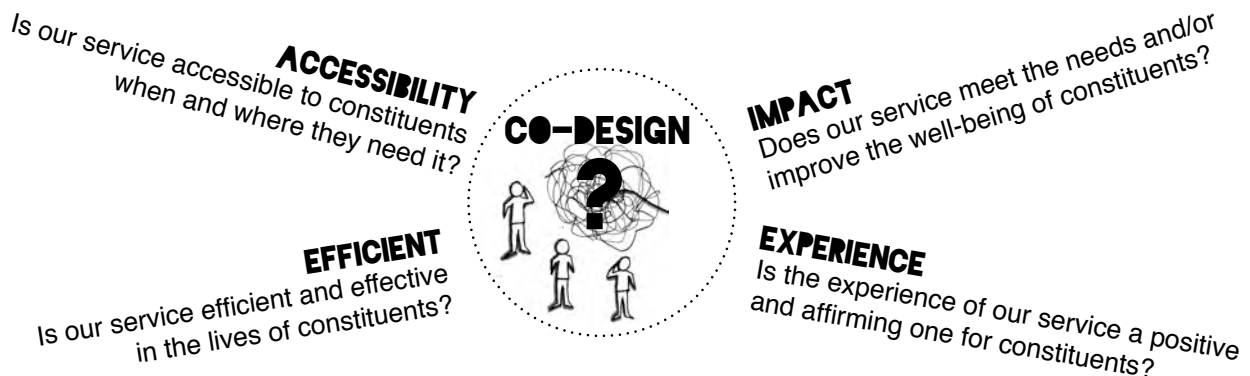 ACCESSIBILITY
Is our service accessible to constituents
when and where they need it?
CO-DESIGN
?
IMPACT
Does our service meet the needs and/or
improve the well-being of constituents?
EFFICIENT
Is our service efficient and effective
in the lives of constituents?
EXPERIENCE
Is the experience of our service a positive
and affirming one for constituents?